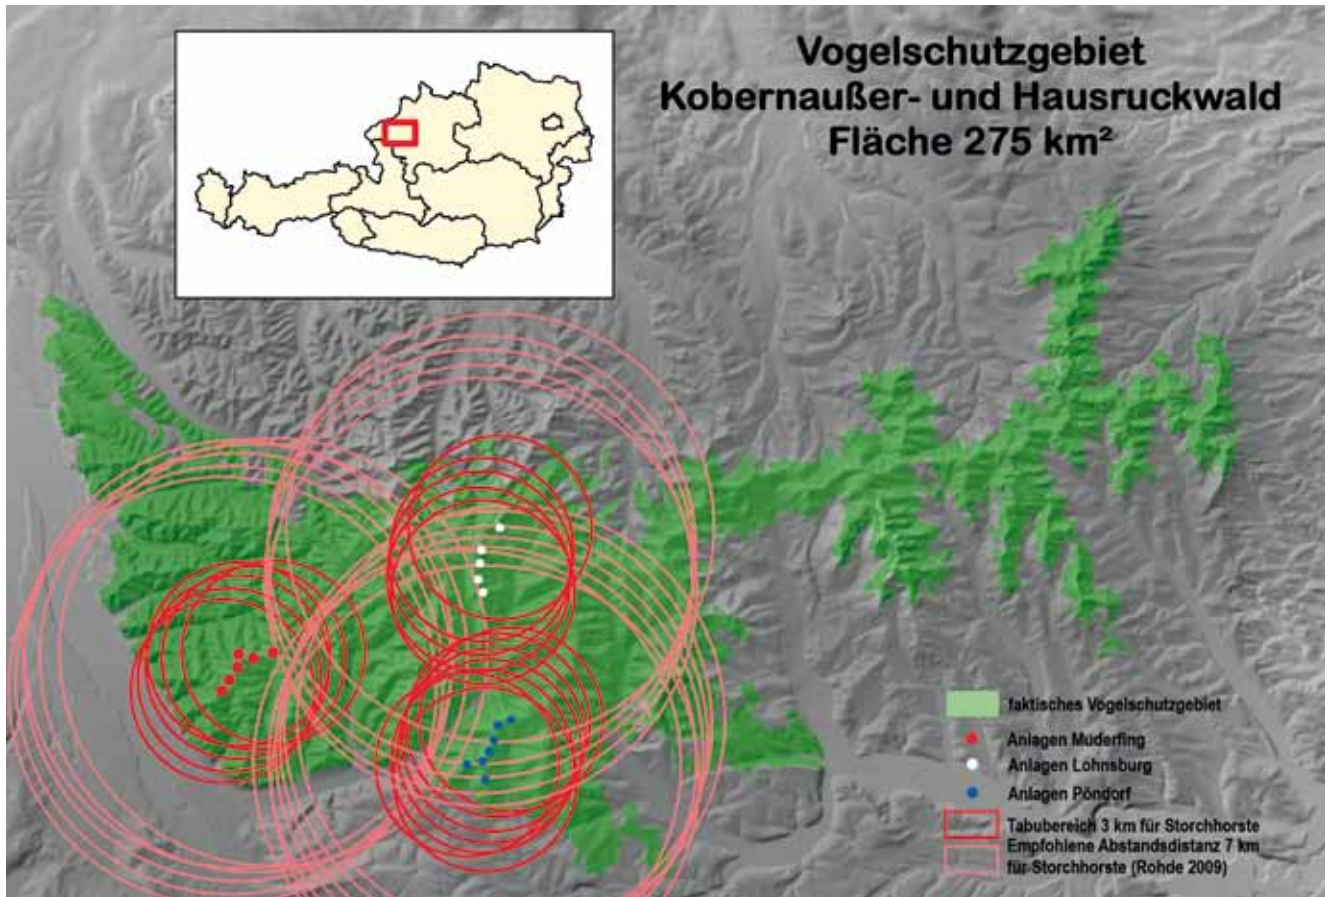 Vogelschutzgebiet
Kobernaußer- und Hausruckwald
Fläche 275 km²
faktisches Vogelschutzgebiet
Anlagen Muderfing
Anlagen Lohnsburg
Anlagen Pöndorf
Tabubereich 3 km für Storchhorste
Empfohlene Abstandsdistanz 7 km
für Storchhorste (Rohde 2009)